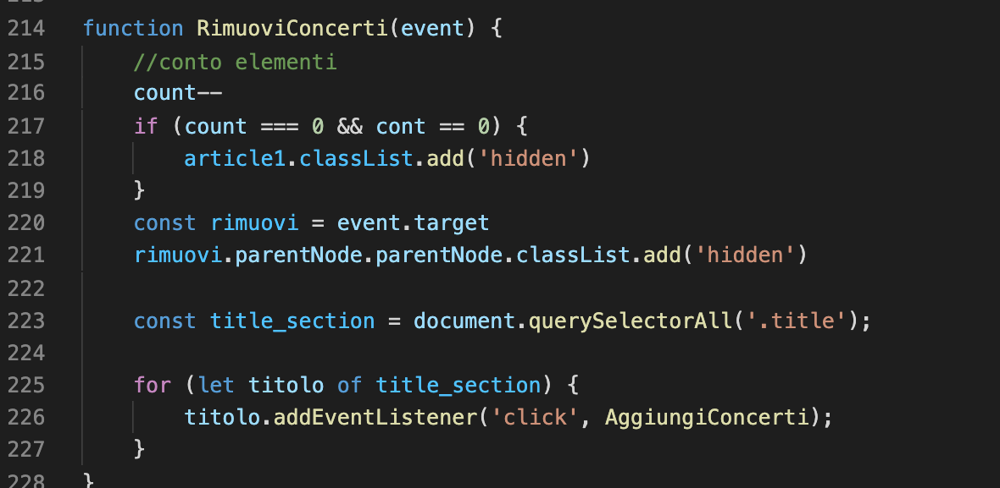 214 function RimuoviConcerti(event) {
215 //conto elementi
216 count--
217 if (count === 0 && cont == 0) {
218 article1.classList.add('hidden')
219 }
220 const rimuovi = event.target
221 rimuovi.parentNode.parentNode.classList.add('hidden')
222
223 const title_section = document.querySelectorAll('.title');
224
225 for (let titolo of title_section) {
226 titolo.addEventListener('click', AggiungiConcerti);
227 }
228 }